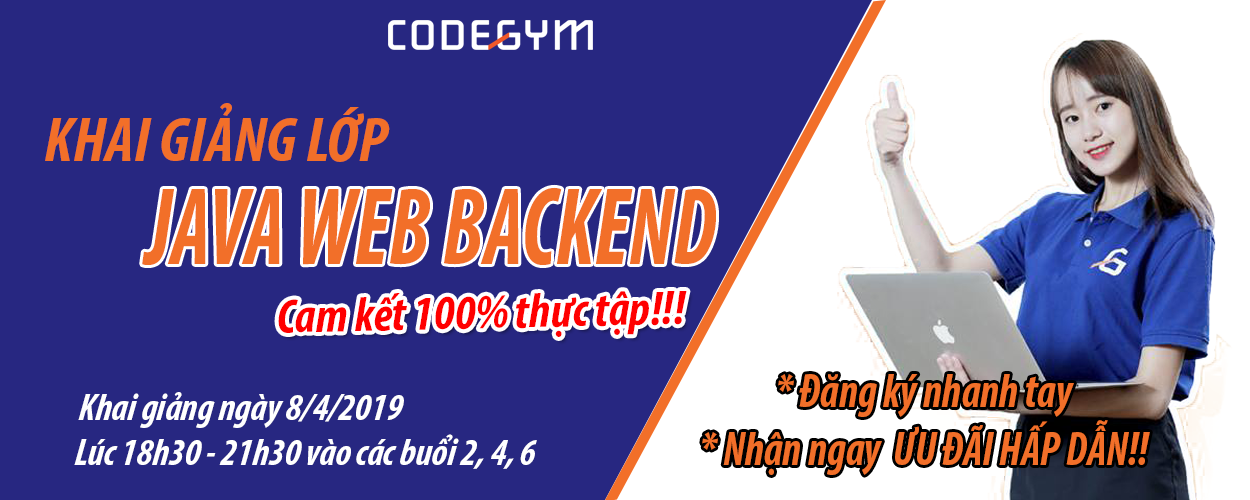 CODEGYM
KHAI GIẢNG LỚP
JAVA WEB BACKEND
Cam kết 100% thực tập!!!
Khai giảng ngày 8/4/2019
Lúc 18h30 - 21h30 vào các buổi 2, 4, 6
G
* Đăng ký nhanh tay
* Nhận ngay ƯU ĐÃI HẤP DẪN!!